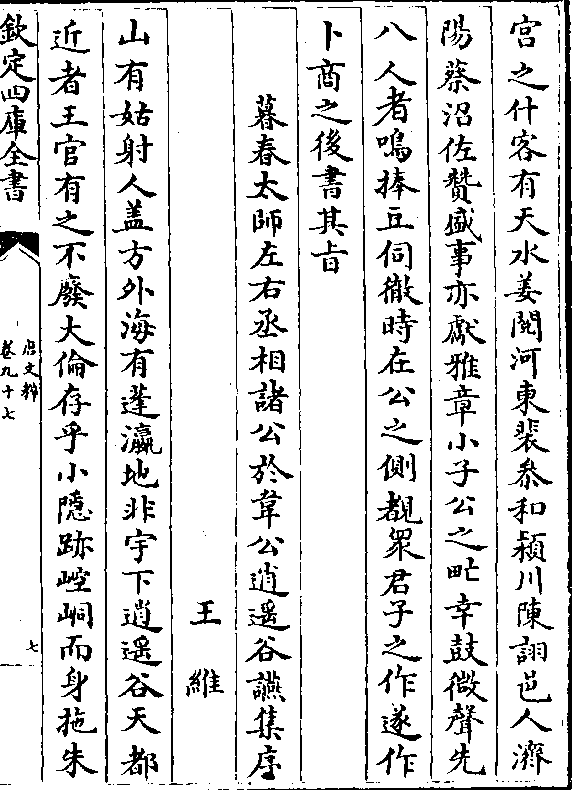 宫之什客有天水姜閱河東裴叅和頴川陳詡邑人濟
陽蔡沼佐贊盛事亦獻雅章小子公之甿幸鼓微聲先
八人者鳴捧豆伺徹時在公之側覩衆君子之作遂作
卜商之後書其㫖
暮春太師左右丞相諸公於韋公逍遥谷讌集序
王維
山有姑射人盖方外海有蓬瀛地非宇下逍遥谷天都
近者王官有之不廢大倫存乎小隠跡崆峒而身拖朱
欽定四庫全書
唐文粹
卷九十七
七